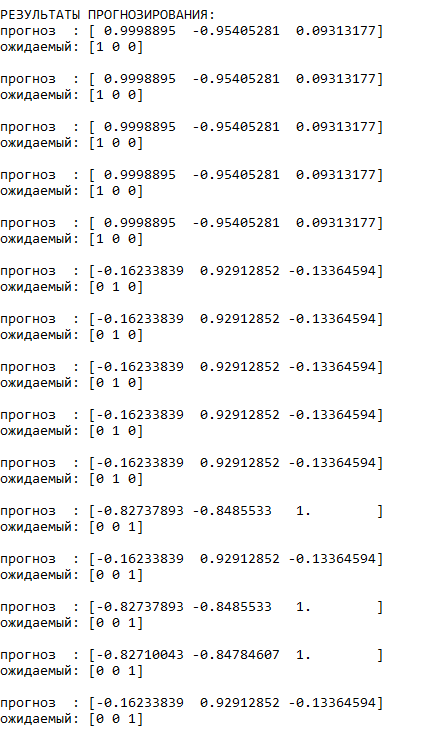 РЕЗУЛЬТАТЫ ПРОГНОЗИРОВАНИЯ:
прогноз  : [ 0.9998895  -0.95405281  0.09313177]
ожидаемый: [1 0 0]

прогноз  : [ 0.9998895  -0.95405281  0.09313177]
ожидаемый: [1 0 0]

прогноз  : [ 0.9998895  -0.95405281  0.09313177]
ожидаемый: [1 0 0]

прогноз  : [ 0.9998895  -0.95405281  0.09313177]
ожидаемый: [1 0 0]

прогноз  : [ 0.9998895  -0.95405281  0.09313177]
ожидаемый: [1 0 0]

прогноз  : [-0.16233839  0.92912852 -0.13364594]
ожидаемый: [0 1 0]

прогноз  : [-0.16233839  0.92912852 -0.13364594]
ожидаемый: [0 1 0]

прогноз  : [-0.16233839  0.92912852 -0.13364594]
ожидаемый: [0 1 0]

прогноз  : [-0.16233839  0.92912852 -0.13364594]
ожидаемый: [0 1 0]

прогноз  : [-0.16233839  0.92912852 -0.13364594]
ожидаемый: [0 1 0]

прогноз  : [-0.82737893 -0.8485533   1.        ]
ожидаемый: [0 0 1]

прогноз  : [-0.16233839  0.92912852 -0.13364594]
ожидаемый: [0 0 1]

прогноз  : [-0.82737893 -0.8485533   1.        ]
ожидаемый: [0 0 1]

прогноз  : [-0.82710043 -0.84784607  1.        ]
ожидаемый: [0 0 1]

прогноз  : [-0.16233839  0.92912852 -0.13364594]
ожидаемый: [0 0 1]